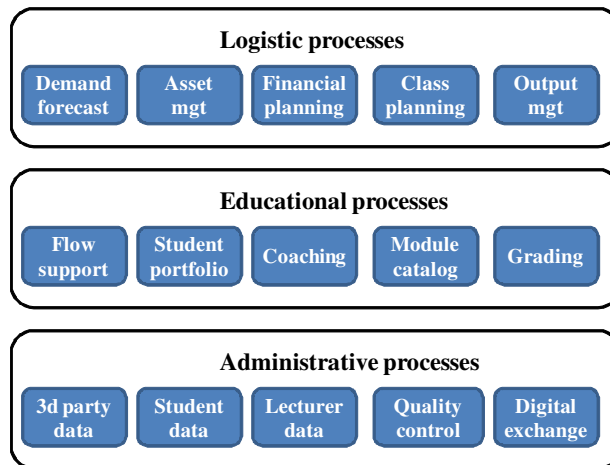 Logistic processes
Demand forecast
Asset mgt
Financial planning
Class planning
Output mgt
Educational processes
Flow support
Student portfolio
Coaching
Module catalog
Grading
Administrative processes
3d party data
Student data
Lecturer data
Quality control
Digital exchange